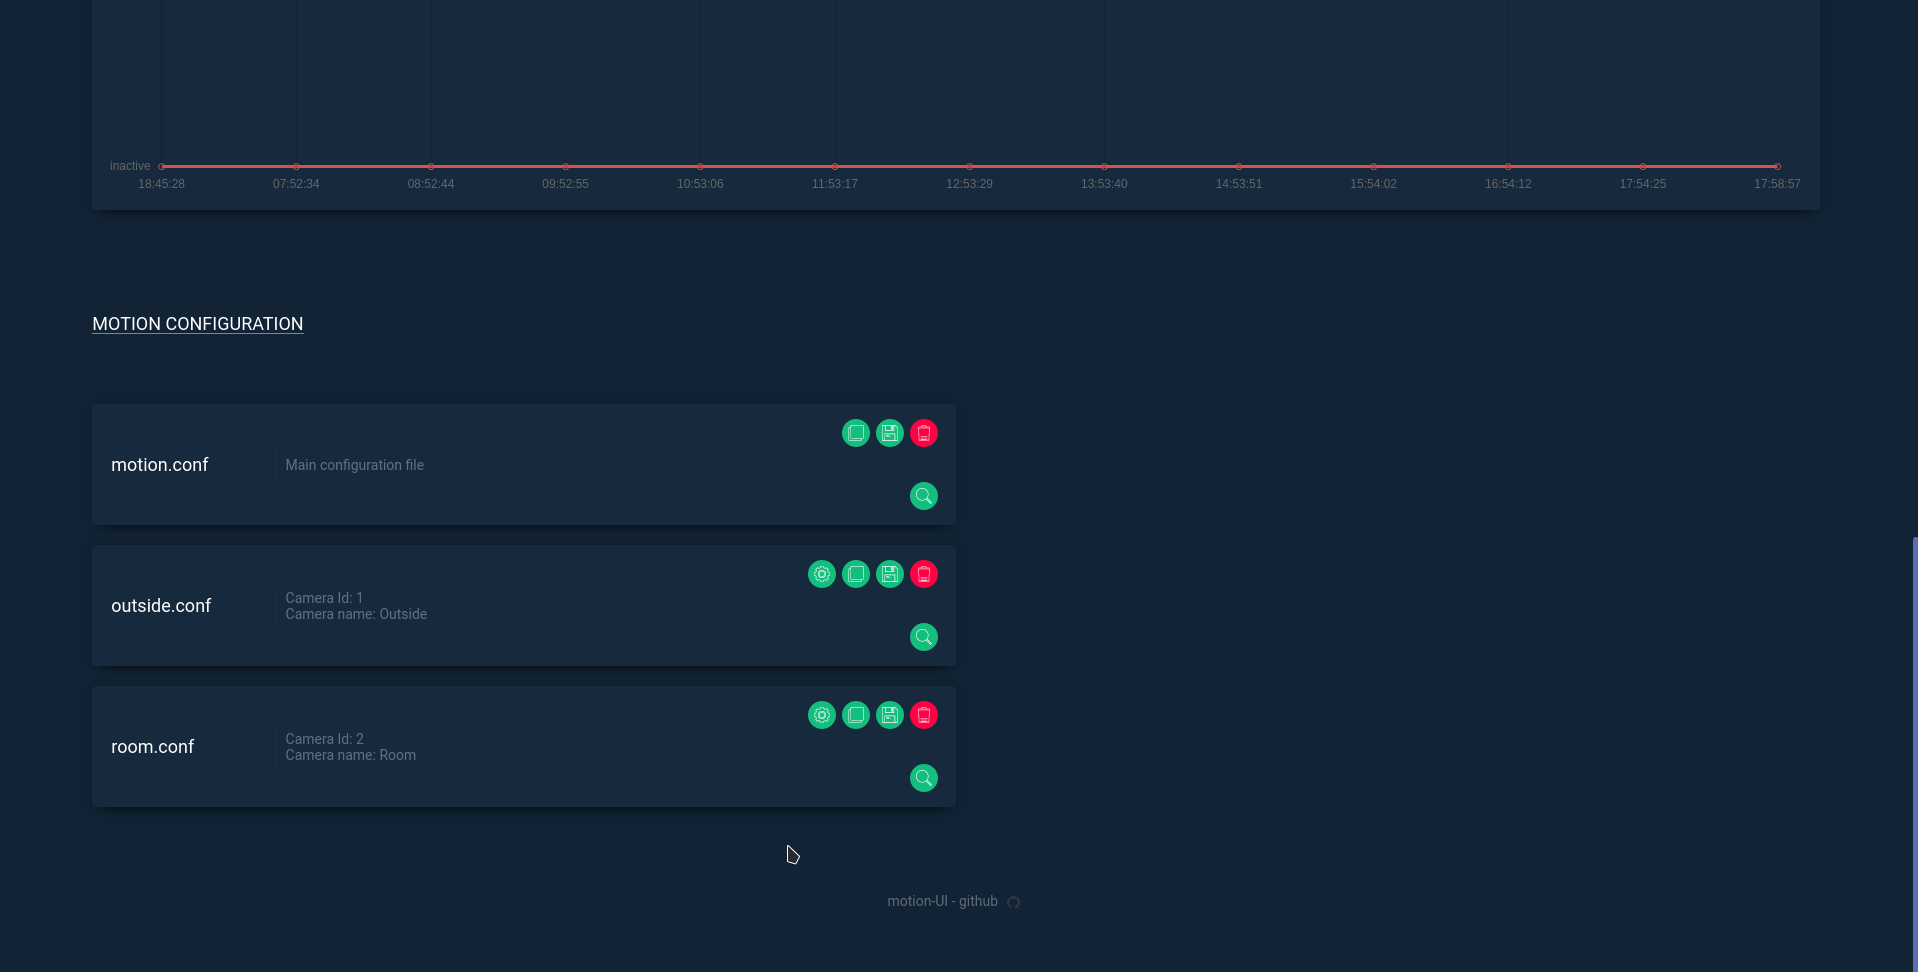 inactive
18:45:28 07:52:34 08:52:44 09:52:55 10:53:06 11:53:17 12:53:29 13:53:40 14:53:51 15:54:02 16:54:12 17:54:25 17:58:57
MOTION CONFIGURATION
motion.conf Main configuration file
outside.conf
Camera Id: 1
Camera name: Outside
room.conf
Camera Id: 2
Camera name: Room
motion-UI - github